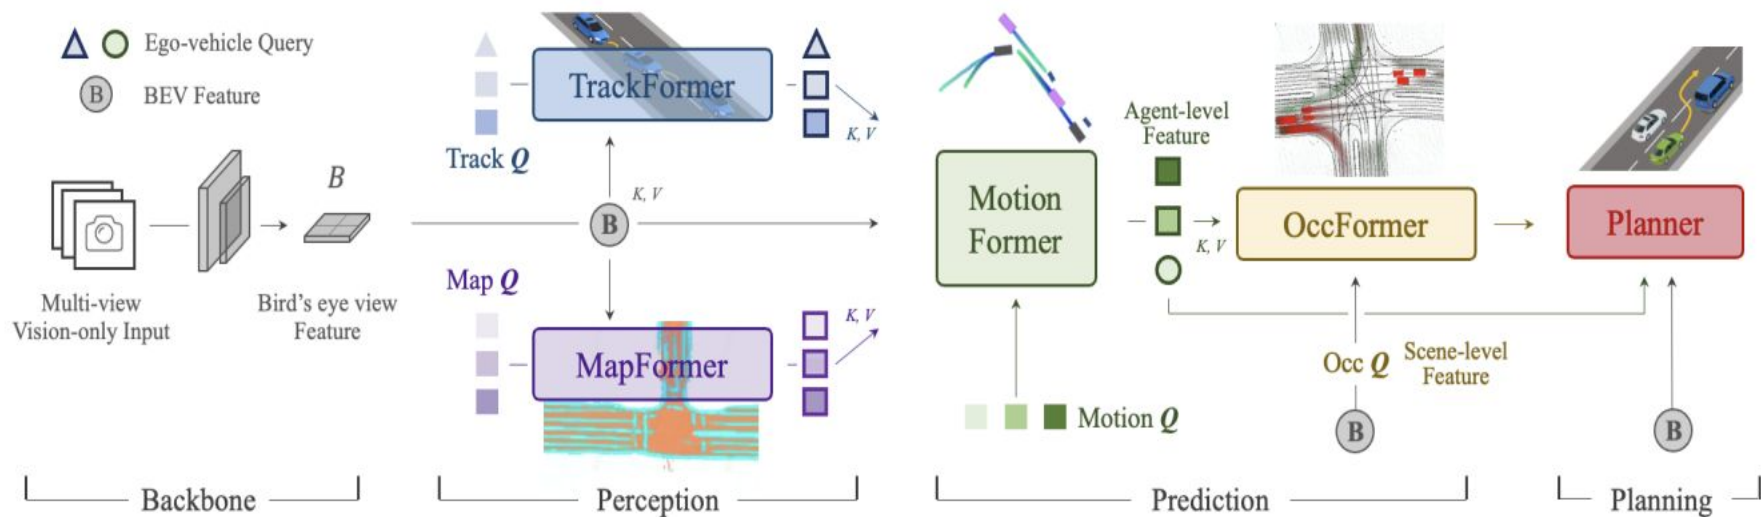 Ego-vehicle Query
B
BEV Feature
B
Multi-view
Vision-only Input
Bird's eye view
Feature
Backbone
TrackFormer
Track Q
K, V
K, V
B
Map Q
MapFormer
K, V
Perception
Motion
Former
Agent-level
Feature
K, V
OccFormer
Planner
Motion Q
Occ Q
Scene-level
Feature
B
B
Prediction
Planning